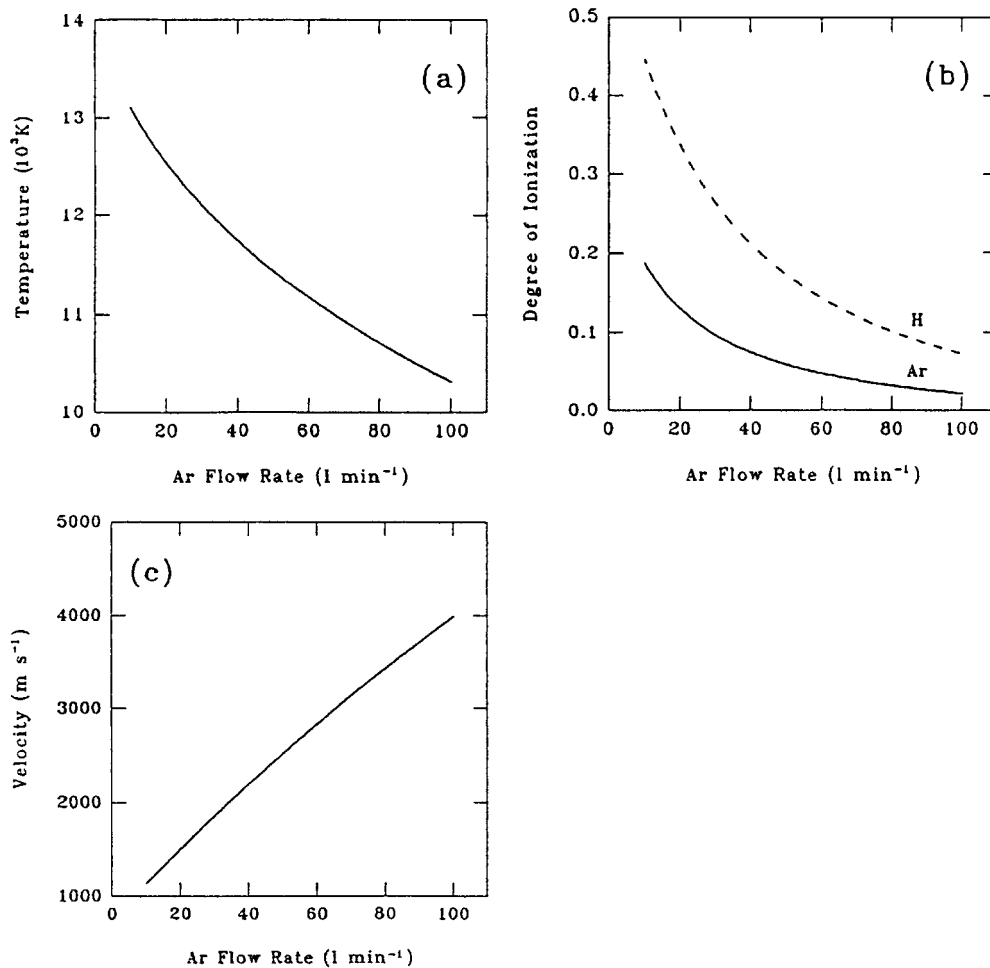 14
13
12
11
10
Temperature (10³K)
(a)
0 20 40 60 80 100
Ar Flow Rate (l min⁻¹)
0.5
0.4
0.3
0.2
0.1
0.0
Degree of Ionization
(b)
H
Ar
0 20 40 60 80 100
Ar Flow Rate (l min⁻¹)
5000
4000
3000
2000
1000
Velocity (m s⁻¹)
(c)
0 20 40 60 80 100
Ar Flow Rate (l min⁻¹)